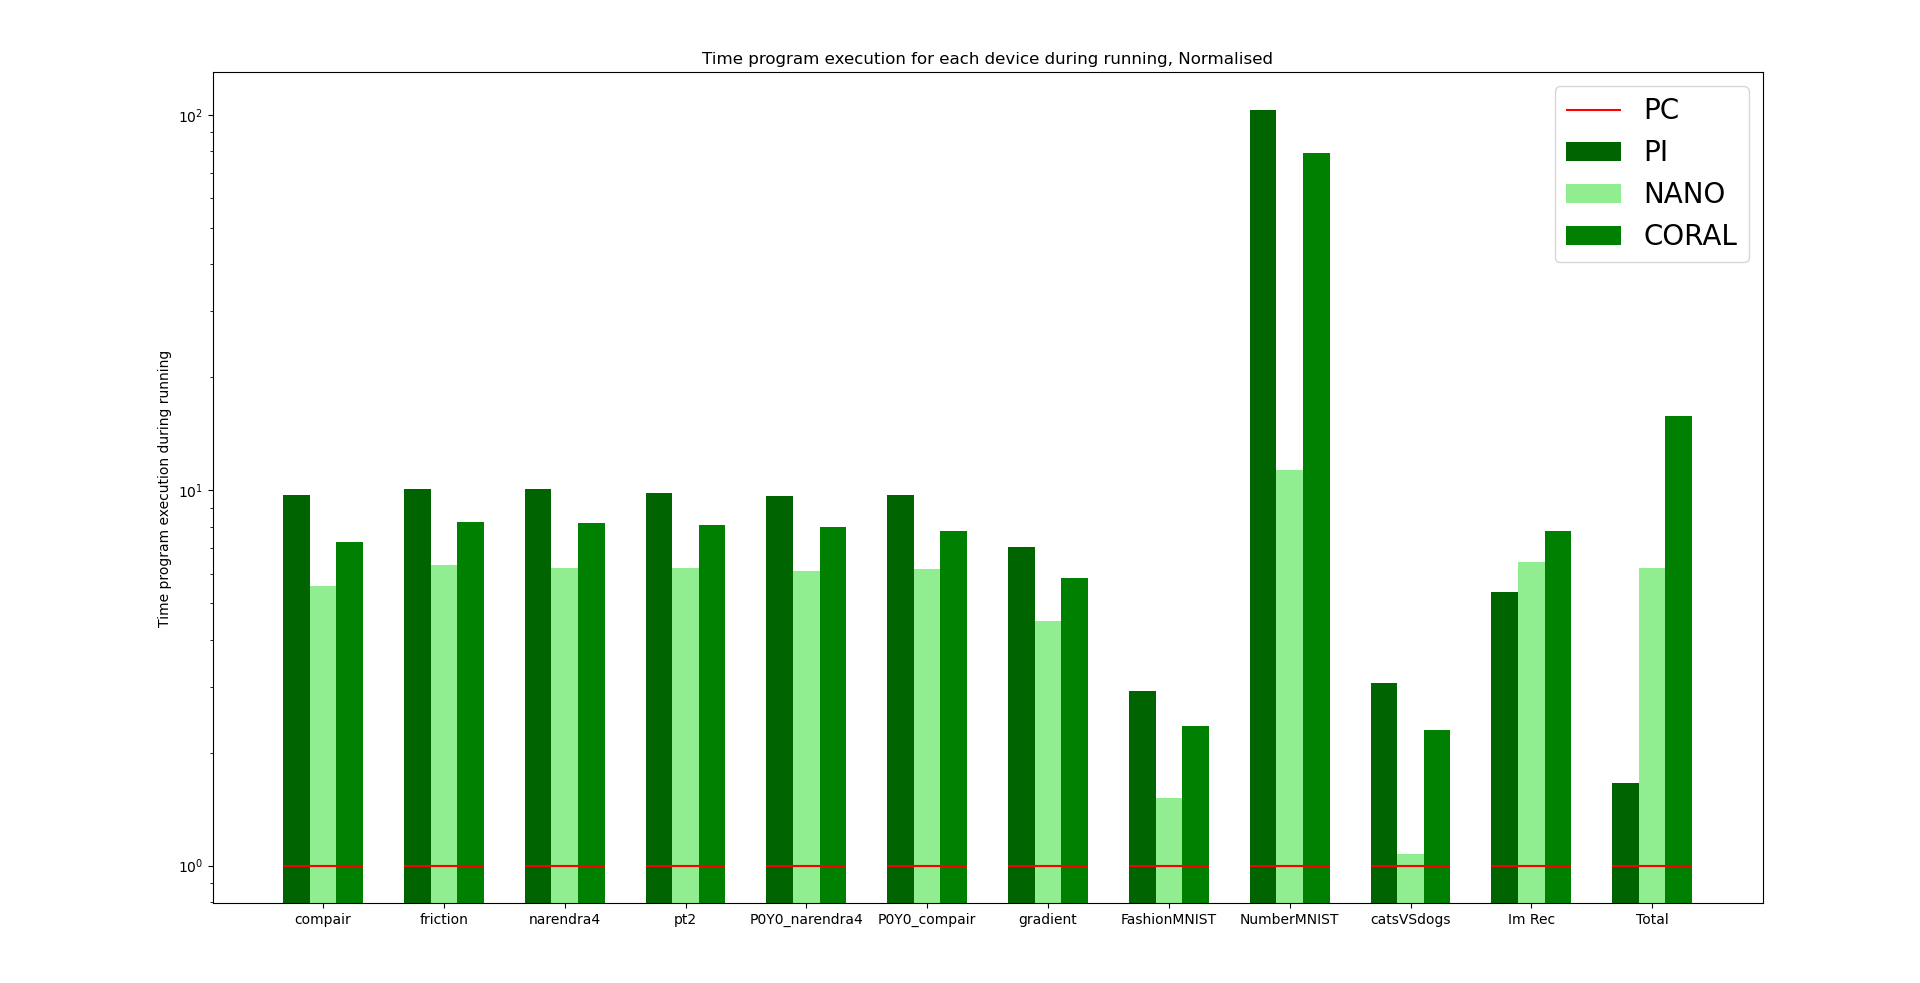 Time program execution for each device during running, Normalised
Time program execution during running
10²
10¹
10⁰
PC
PI
NANO
CORAL
compair friction narendra4 pt2 P0Y0_narendra4 P0Y0_compair gradient FashionMNIST NumberMNIST catsVSdogs Im Rec Total